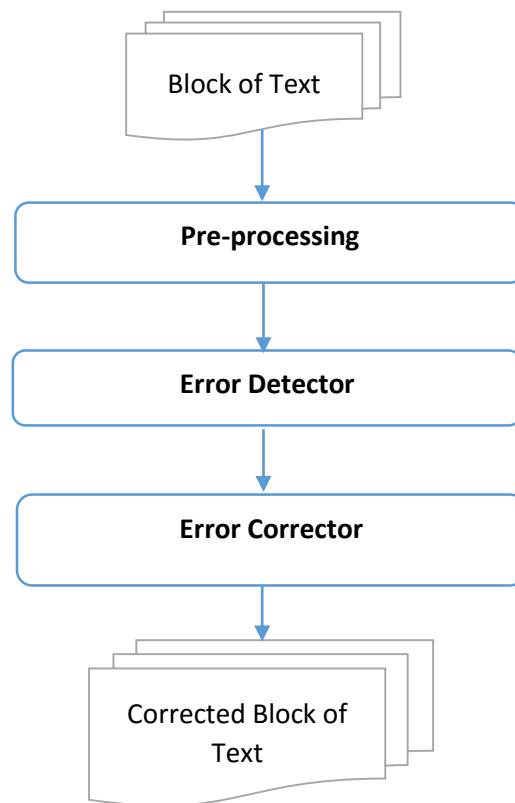 Block of Text
Pre-processing
Error Detector
Error Corrector
Corrected Block of
Text